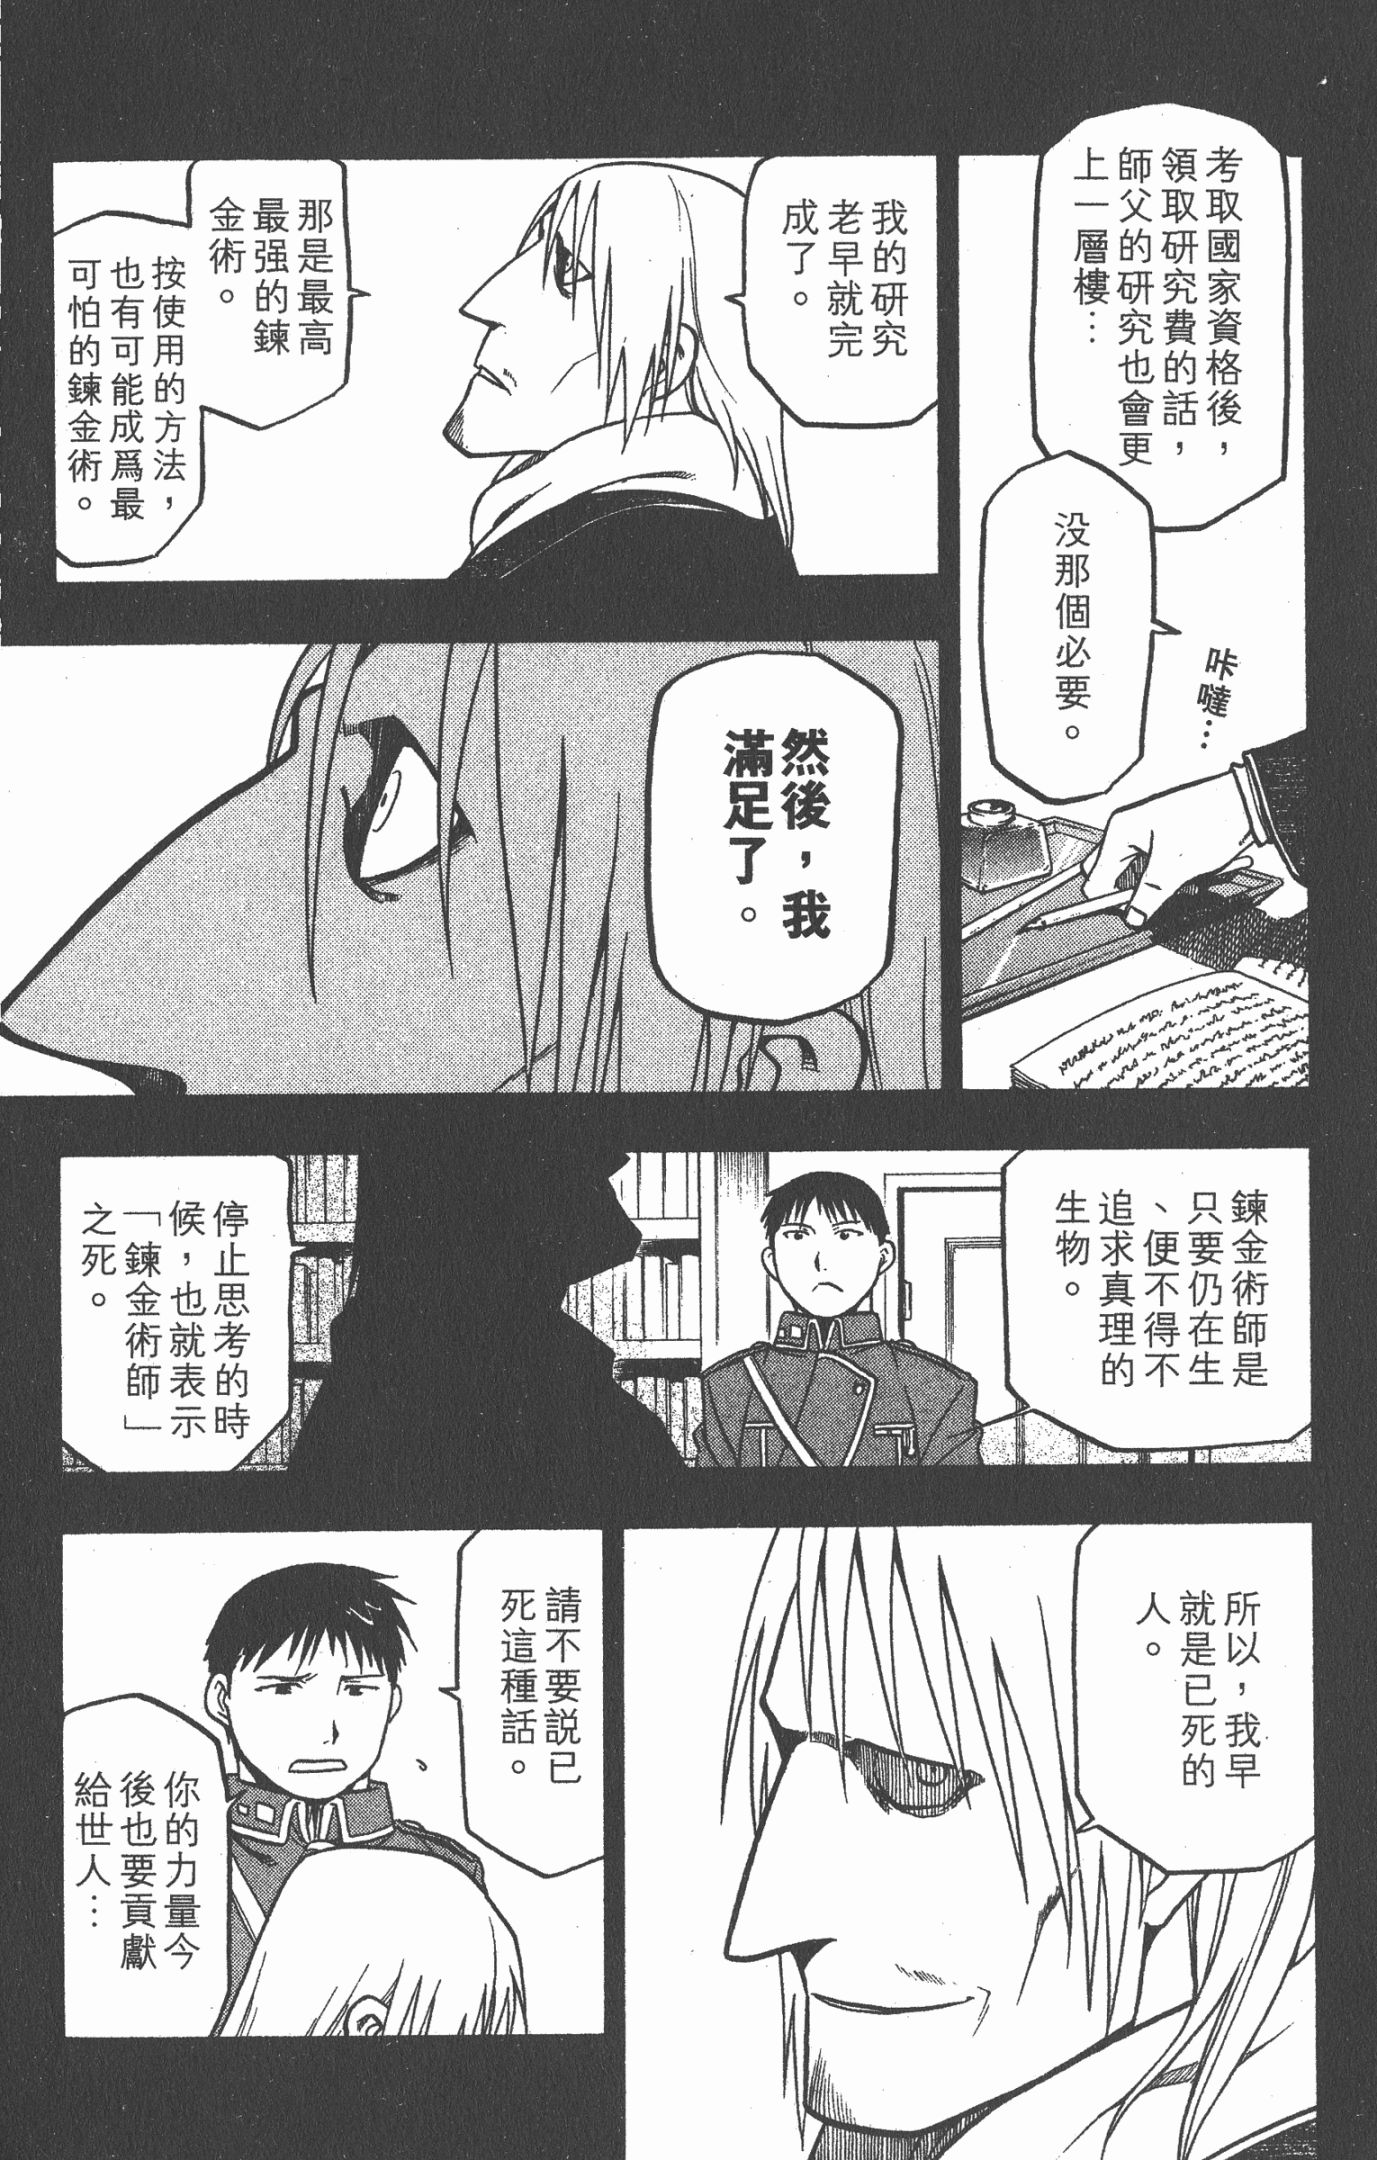 考取國家資格後，
領取研究費的話，
師父的研究也會更
上一層樓…
没那個必要。
咔噠…
我的研究
老早就完
成了。
那是最高
最强的鍊
金術。
按使用的方法，
也有可能成爲最
可怕的鍊金術。
然後，我
滿足了。
鍊金術師是
只要仍在生
、便不得不
追求真理的
生物。
停止思考的時
候，也就表示
「鍊金術師」
之死。
所以，我早
就是已死的
人。
請不要説已
死這種話。
你的力量今
後也要貢獻
給世人…